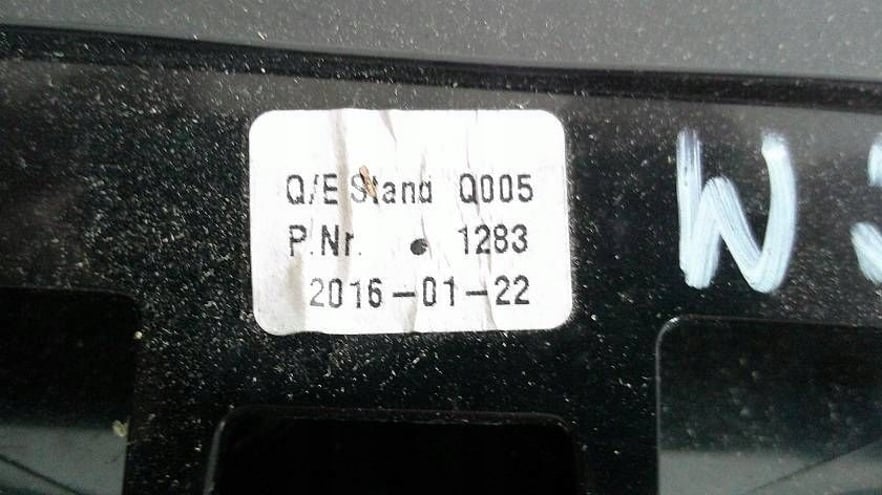 Q/E Stand Q005
P.Nr. • 1283
2016-01-22
W